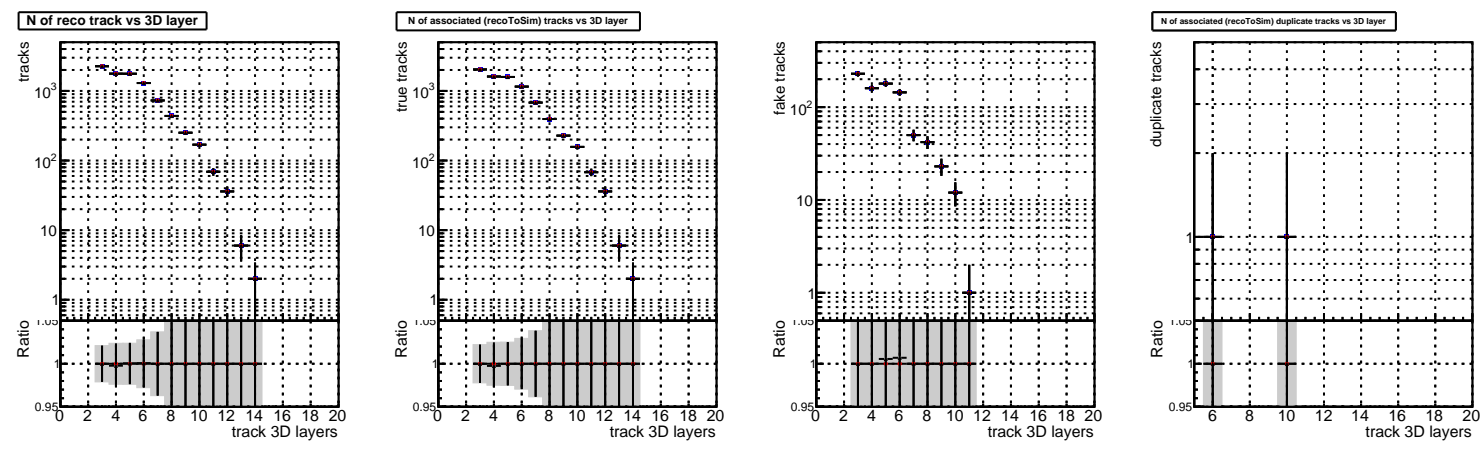 N of reco track vs 3D layer
tracks
10³
10²
10
1
Ratio
1.05
1
0.95
0 2 4 6 8 10 12 14 16 18 20
track 3D layers
N of associated (recoToSim) tracks vs 3D layer
true tracks
10³
10²
10
1
Ratio
1.05
1
0.95
0 2 4 6 8 10 12 14 16 18 20
track 3D layers
fake tracks
10²
10
1
Ratio
1.05
1
0.95
0 2 4 6 8 10 12 14 16 18 20
track 3D layers
N of associated (recoToSim) duplicate tracks vs 3D layer
duplicate tracks
1
Ratio
1.05
1
0.95
6 8 10 12 14 16 18 20
track 3D layers